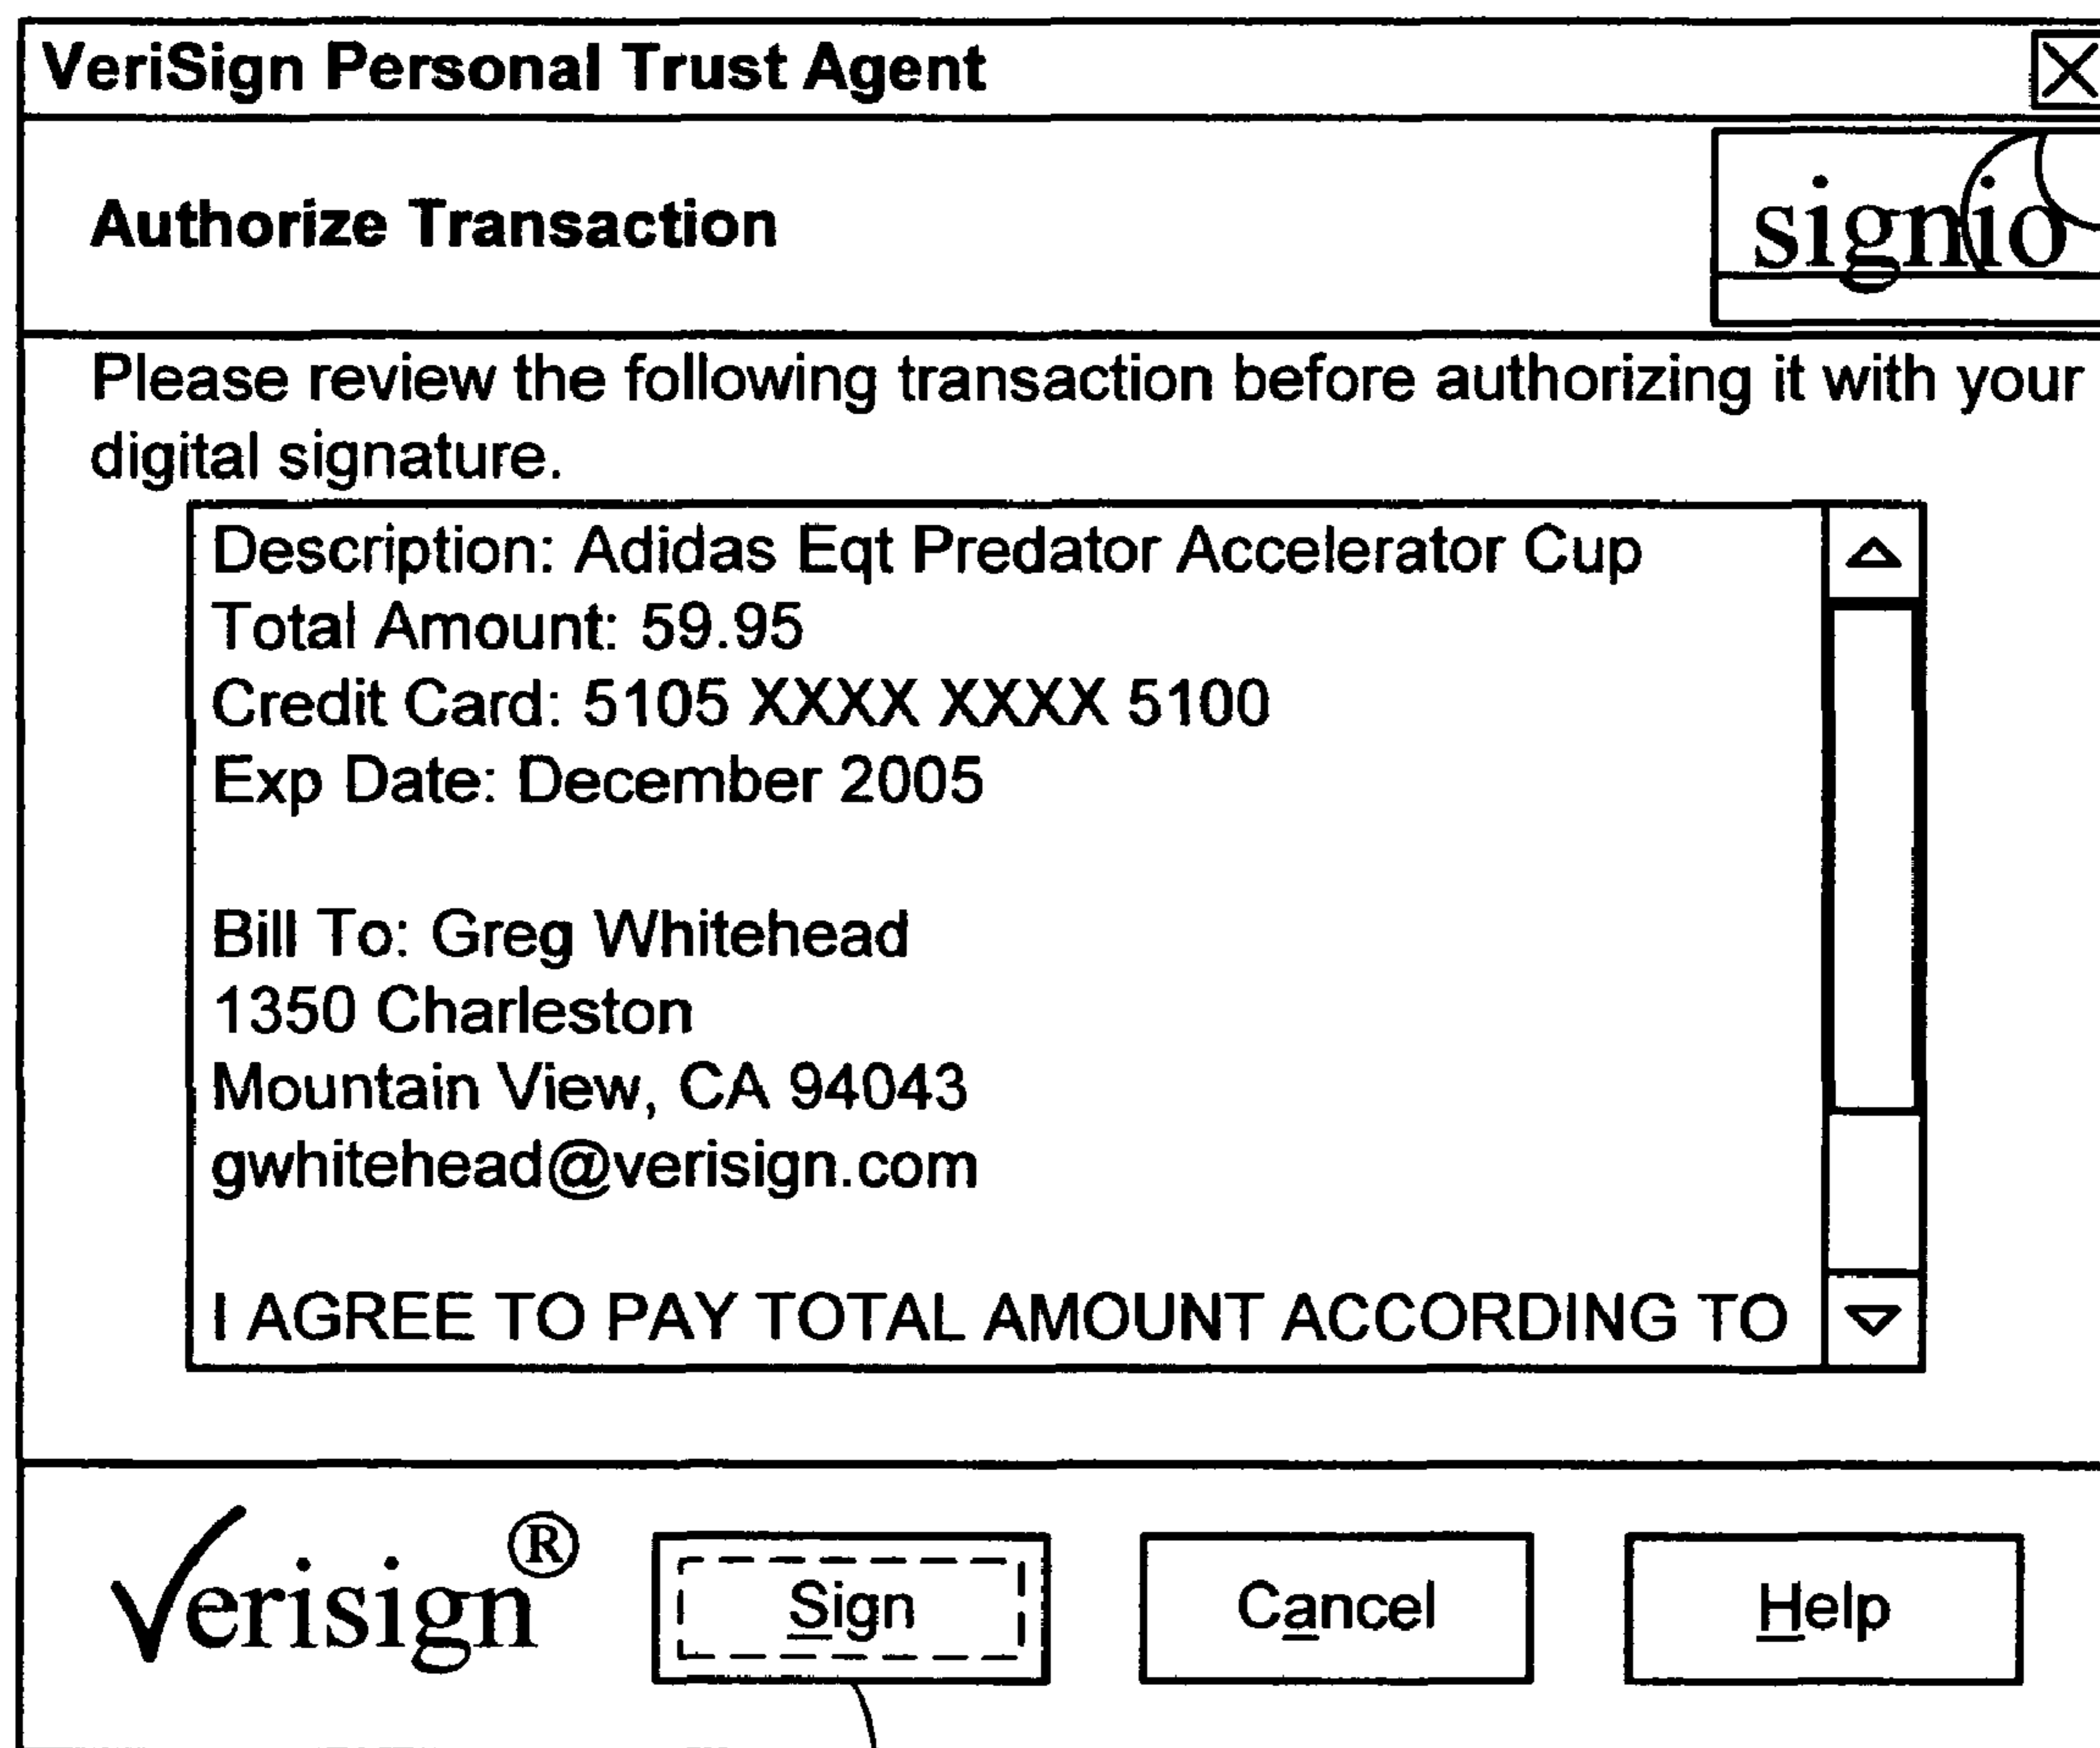 VeriSign Personal Trust Agent
Authorize Transaction
signio
Please review the following transaction before authorizing it with your
digital signature.
Description: Adidas Eqt Predator Accelerator Cup
Total Amount: 59.95
Credit Card: 5105 XXXX XXXX 5100
Exp Date: December 2005
Bill To: Greg Whitehead
1350 Charleston
Mountain View, CA 94043
gwhitehead@verisign.com
I AGREE TO PAY TOTAL AMOUNT ACCORDING TO
Verisign®
Sign
Cancel
Help